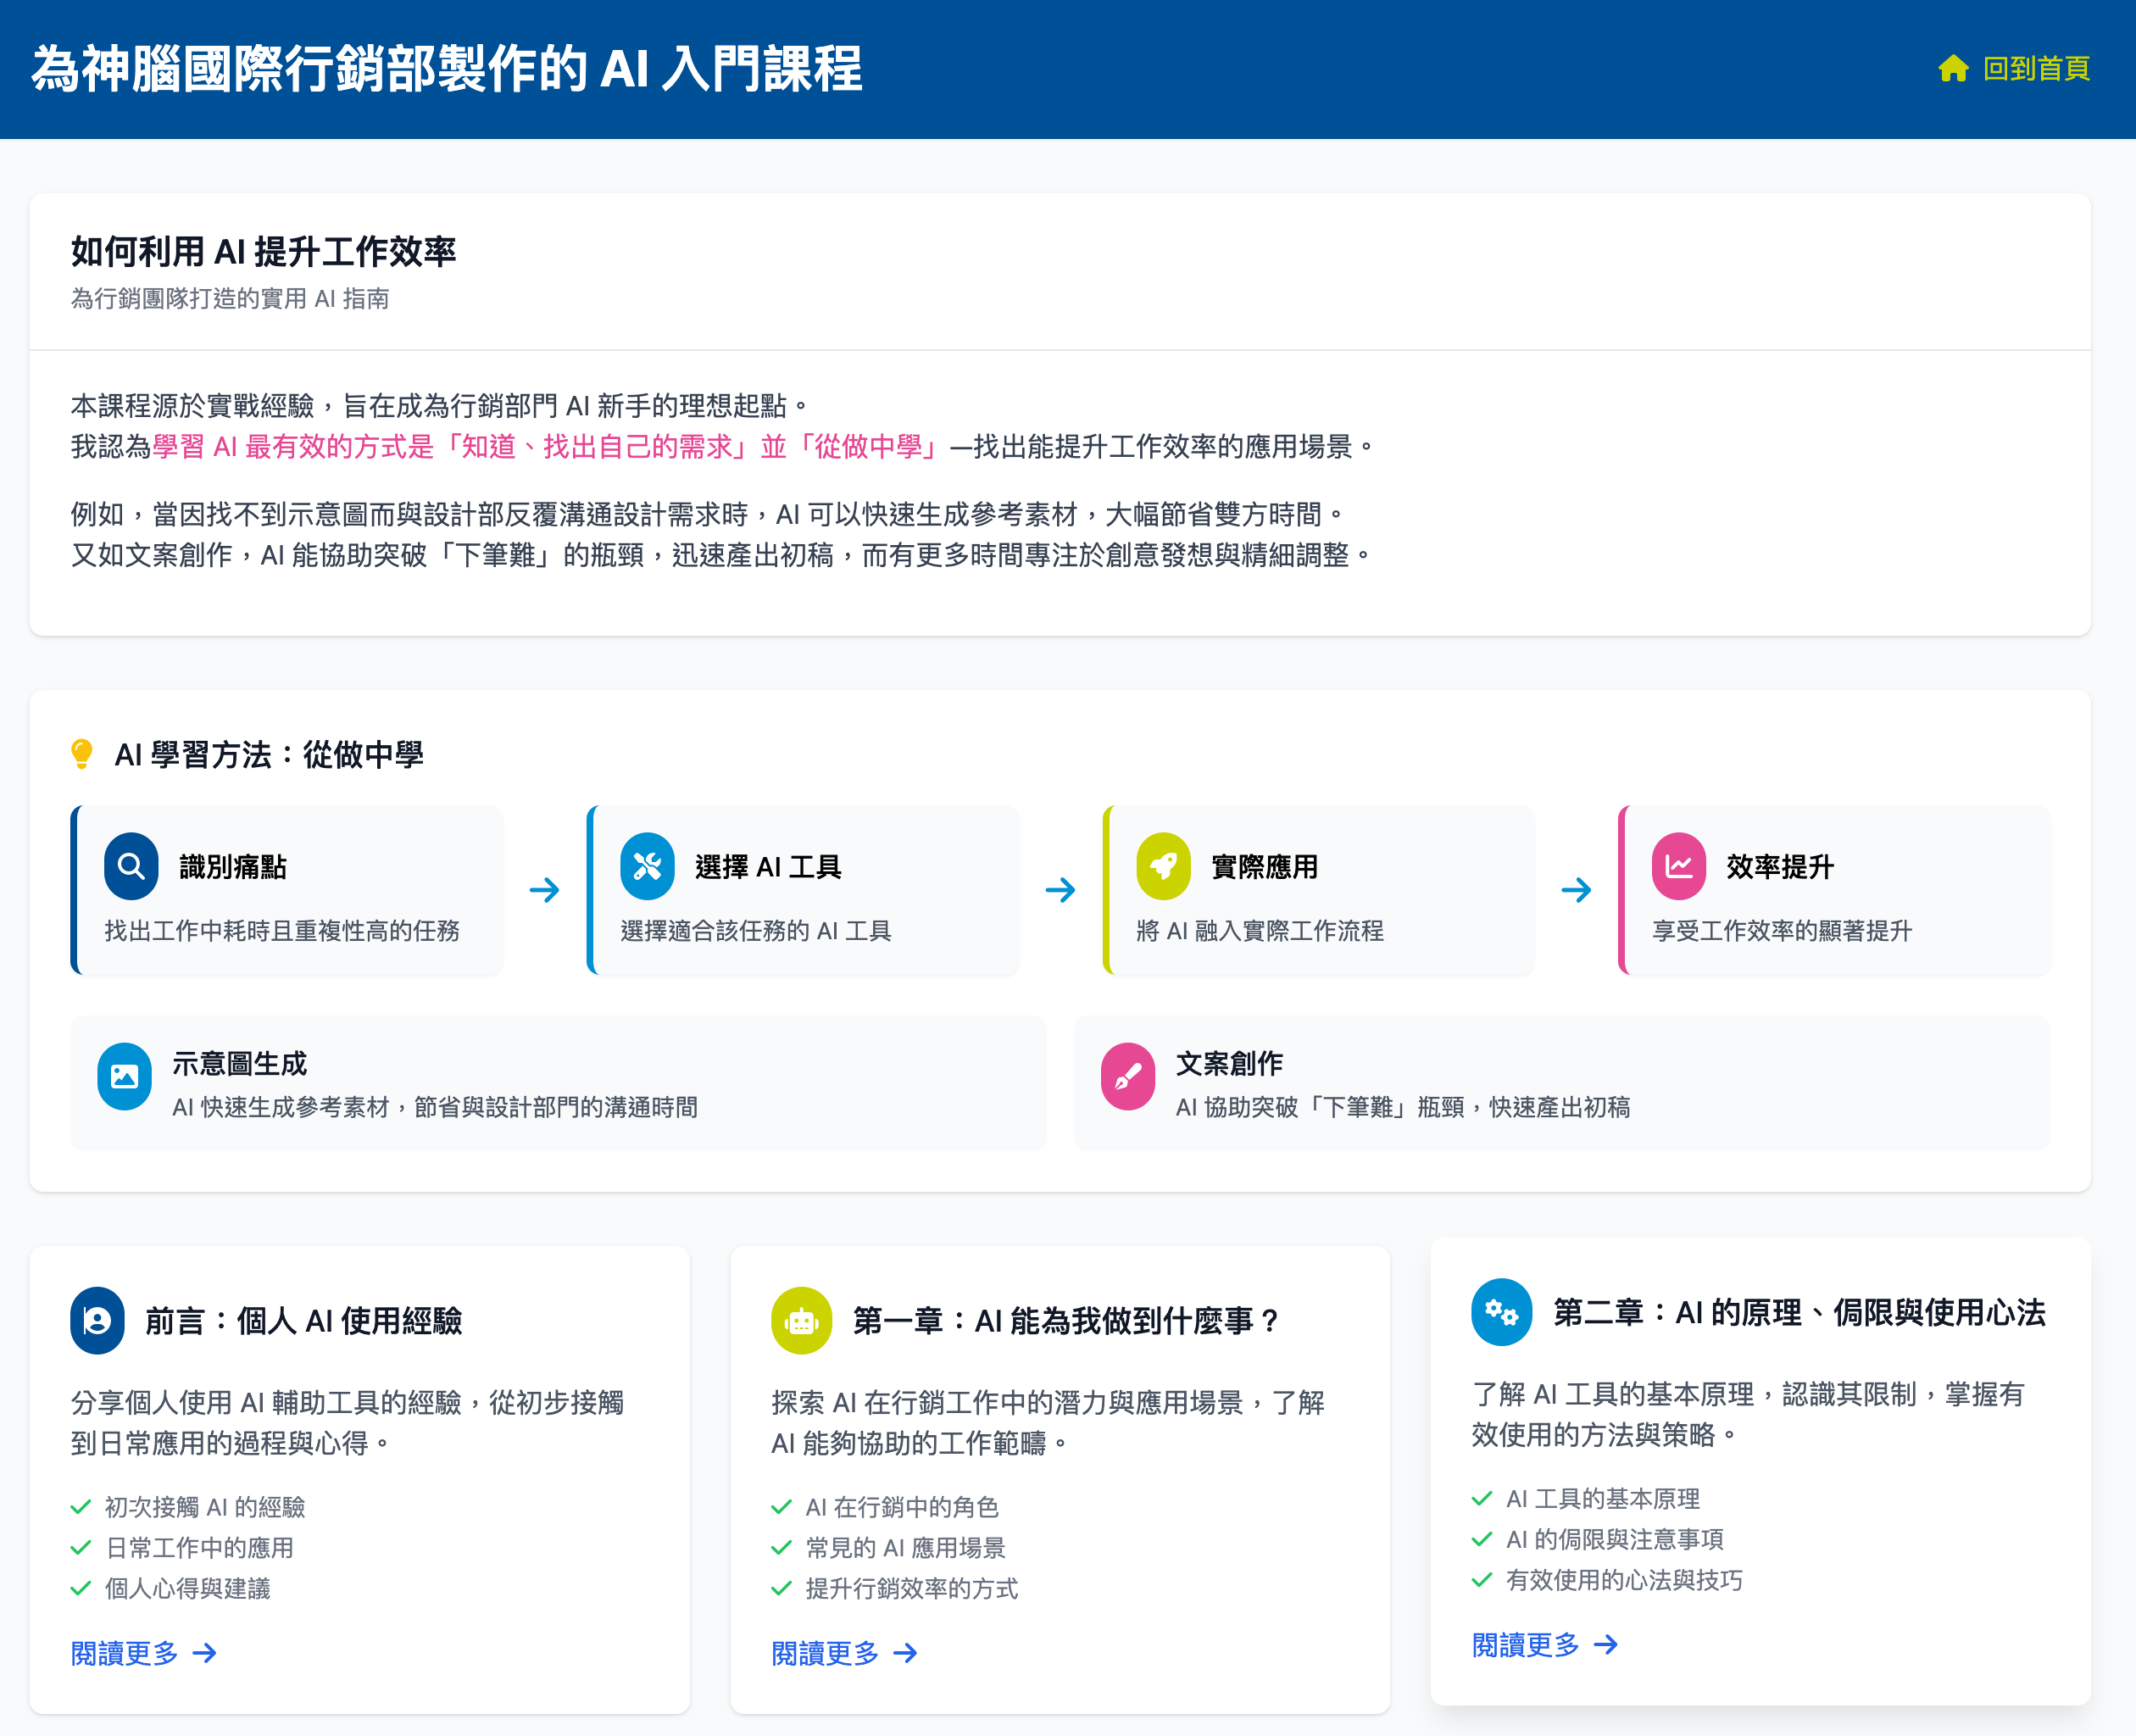 為神腦國際行銷部製作的 AI 入門課程
回到首頁
如何利用 AI 提升工作效率
為行銷團隊打造的實用 AI 指南
本課程源於實戰經驗，旨在成為行銷部門 AI 新手的理想起點。
我認為學習 AI 最有效的方式是「知道、找出自己的需求」並「從做中學」—找出能提升工作效率的應用場景。
例如，當因找不到示意圖而與設計部反覆溝通設計需求時，AI 可以快速生成參考素材，大幅節省雙方時間。
又如文案創作，AI 能協助突破「下筆難」的瓶頸，迅速產出初稿，而有更多時間專注於創意發想與精細調整。
AI 學習方法：從做中學
識別痛點
找出工作中耗時且重複性高的任務
選擇 AI 工具
選擇適合該任務的 AI 工具
實際應用
將 AI 融入實際工作流程
效率提升
享受工作效率的顯著提升
示意圖生成
AI 快速生成參考素材，節省與設計部門的溝通時間
文案創作
AI 協助突破「下筆難」瓶頸，快速產出初稿
前言：個人 AI 使用經驗
分享個人使用 AI 輔助工具的經驗，從初步接觸
到日常應用的過程與心得。
初次接觸 AI 的經驗
日常工作中的應用
個人心得與建議
閱讀更多
第一章：AI 能為我做到什麼事？
探索 AI 在行銷工作中的潛力與應用場景，了解
AI 能夠協助的工作範疇。
AI 在行銷中的角色
常見的 AI 應用場景
提升行銷效率的方式
閱讀更多
第二章：AI 的原理、侷限與使用心法
了解 AI 工具的基本原理，認識其限制，掌握有
效使用的方法與策略。
AI 工具的基本原理
AI 的侷限與注意事項
有效使用的心法與技巧
閱讀更多